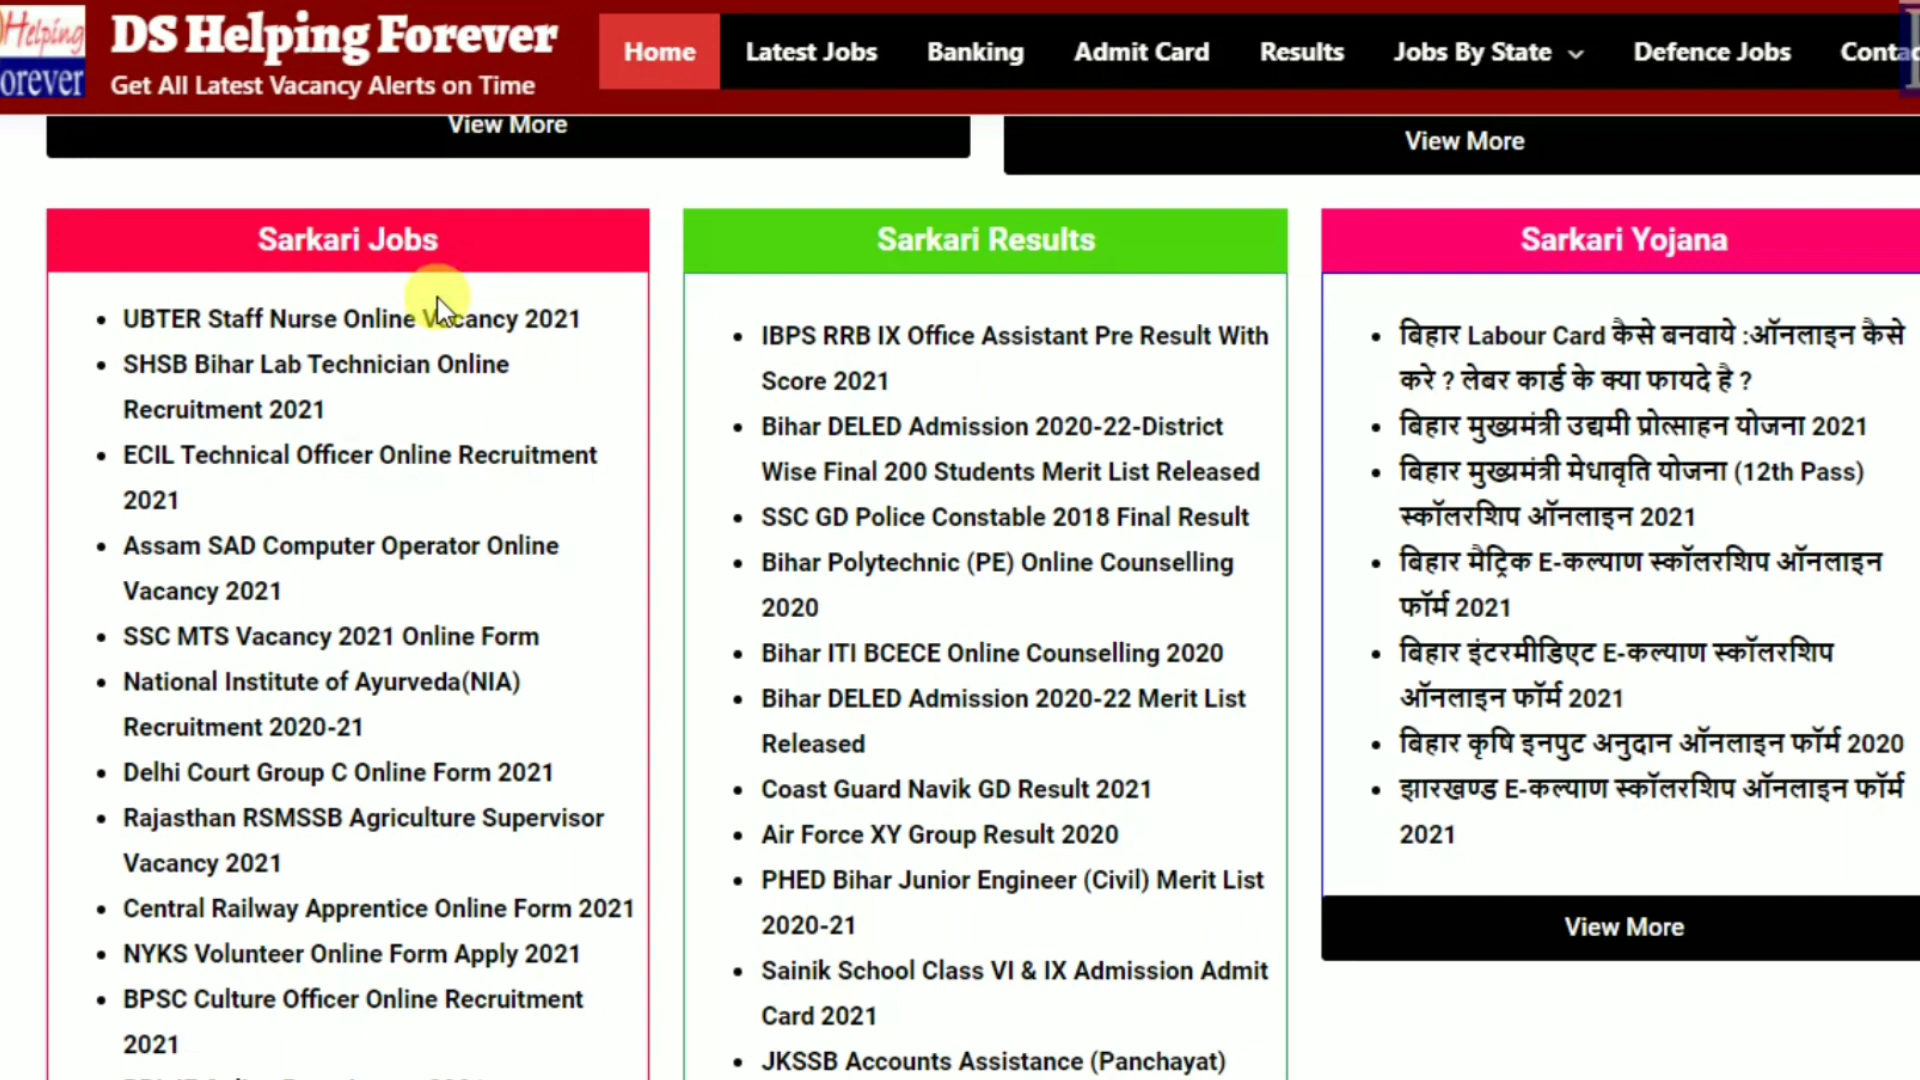 Helping
orever
DS Helping Forever
Get All Latest Vacancy Alerts on Time
Home
Latest Jobs
Banking
Admit Card
Results
Jobs By State
Defence Jobs
View More
View More
Sarkari Jobs
UBTER Staff Nurse Online Vacancy 2021
SHSB Bihar Lab Technician Online
Recruitment 2021
ECIL Technical Officer Online Recruitment
2021
Assam SAD Computer Operator Online
Vacancy 2021
SSC MTS Vacancy 2021 Online Form
National Institute of Ayurveda(NIA)
Recruitment 2020-21
Delhi Court Group C Online Form 2021
Rajasthan RSMSSB Agriculture Supervisor
Vacancy 2021
Central Railway Apprentice Online Form 2021
NYKS Volunteer Online Form Apply 2021
BPSC Culture Officer Online Recruitment
2021
Sarkari Results
IBPS RRB IX Office Assistant Pre Result With
Score 2021
Bihar DELED Admission 2020-22-District
Wise Final 200 Students Merit List Released
SSC GD Police Constable 2018 Final Result
Bihar Polytechnic (PE) Online Counselling
2020
Bihar ITI BCECE Online Counselling 2020
Bihar DELED Admission 2020-22 Merit List
Released
Coast Guard Navik GD Result 2021
Air Force XY Group Result 2020
PHED Bihar Junior Engineer (Civil) Merit List
2020-21
Sainik School Class VI & IX Admission Admit
Card 2021
JKSSB Accounts Assistance (Panchayat)
Sarkari Yojana
बिहार Labour Card कैसे बनवाये :ऑनलाइन कैसे
करे ? लेबर कार्ड के क्या फायदे है ?
बिहार मुख्यमंत्री उद्यमी प्रोत्साहन योजना 2021
बिहार मुख्यमंत्री मेधावृति योजना (12th Pass)
स्कॉलरशिप ऑनलाइन 2021
बिहार मैट्रिक E-कल्याण स्कॉलरशिप ऑनलाइन
फॉर्म 2021
बिहार इंटरमीडिएट E-कल्याण स्कॉलरशिप
ऑनलाइन फॉर्म 2021
बिहार कृषि इनपुट अनुदान ऑनलाइन फॉर्म 2020
झारखण्ड E-कल्याण स्कॉलरशिप ऑनलाइन फॉर्म
2021
View More